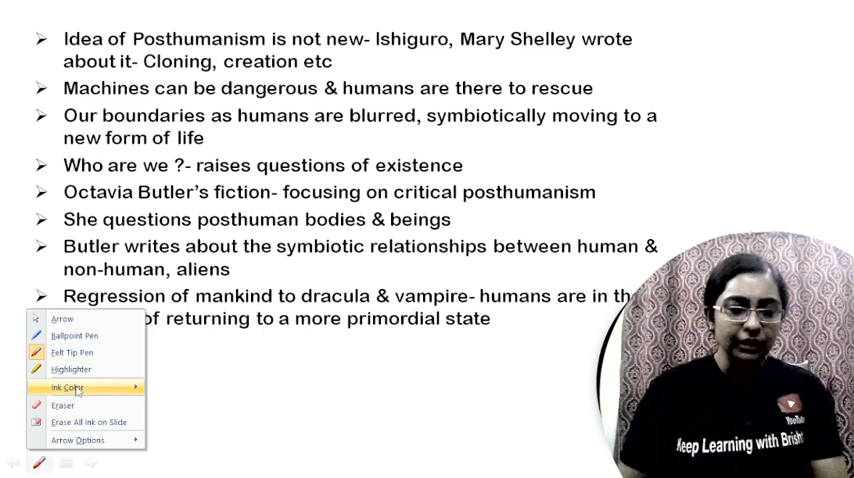 Idea of Posthumanism is not new- Ishiguro, Mary Shelley wrote
about it- Cloning, creation etc
Machines can be dangerous & humans are there to rescue
Our boundaries as humans are blurred, symbiotically moving to a
new form of life
Who are we ?- raises questions of existence
Octavia Butler's fiction- focusing on critical posthumanism
She questions posthuman bodies & beings
Butler writes about the symbiotic relationships between human &
non-human, aliens
Regression of mankind to dracula & vampire- humans are in the
of returning to a more primordial state
Arrow
Ballpoint Pen
Felt Tip Pen
Highlighter
Ink Color
Eraser
Erase All Ink on Slide
Arrow Options
YouTube
Keep Learning with